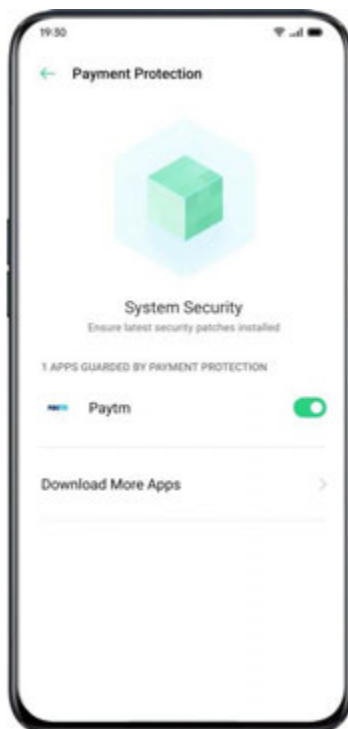 19:30
Payment Protection
System Security
Ensure latest security patches installed
1 APPS GUARDED BY PAYMENT PROTECTION
Paytm
Download More Apps